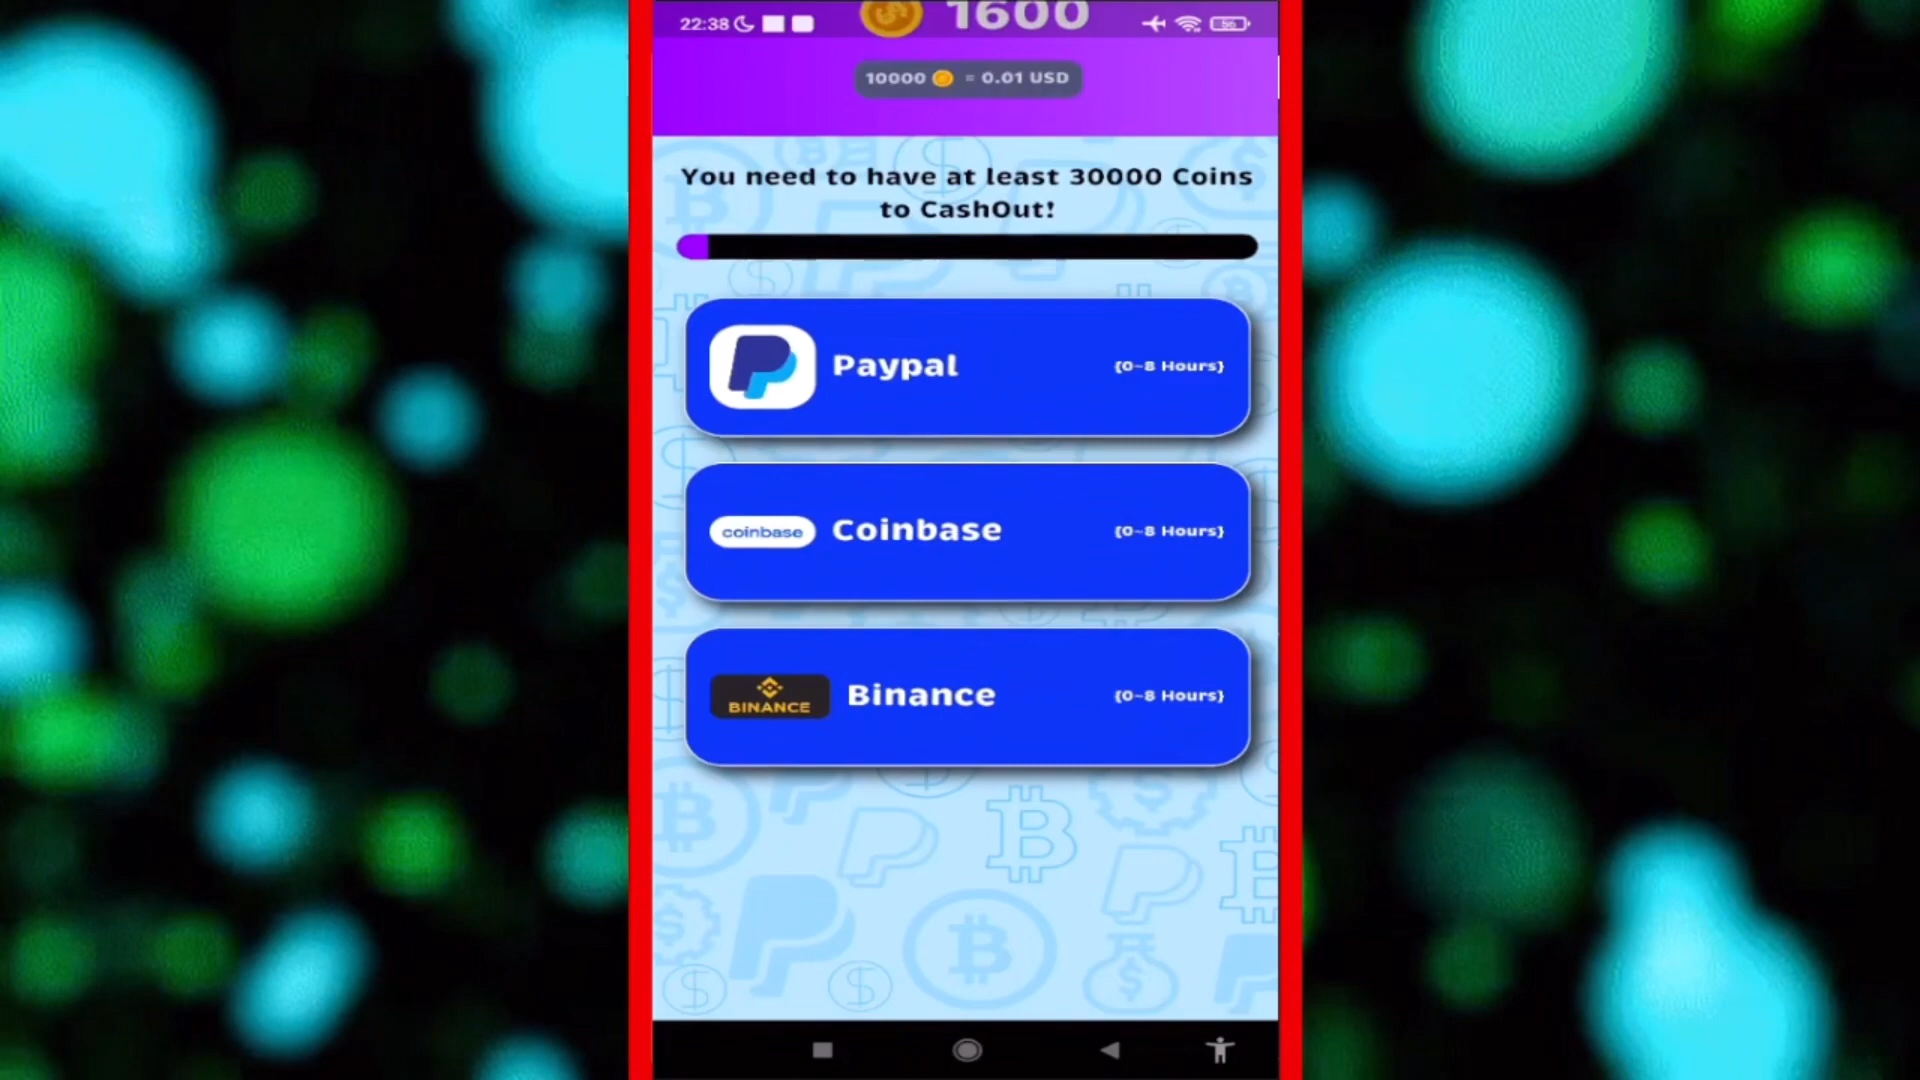 22:38 1600 56
10000 = 0.01 USD
You need to have at least 30000 Coins
to CashOut!
Paypal {0~8 Hours}
coinbase Coinbase {0~8 Hours}
BINANCE Binance {0~8 Hours}